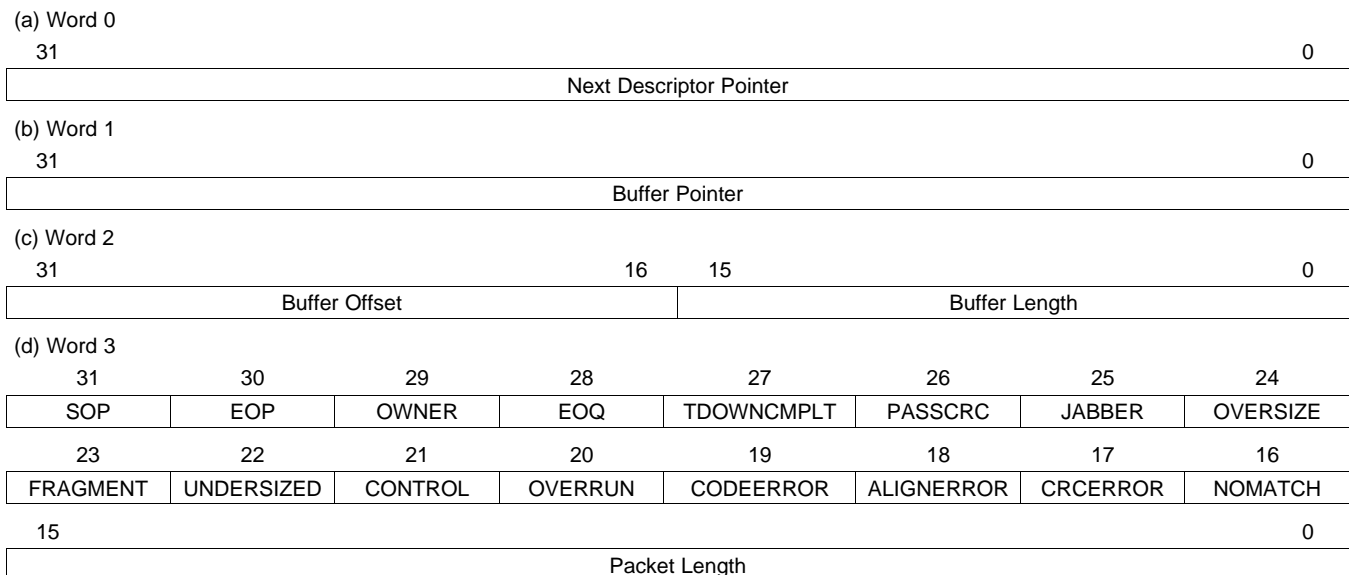 (a) Word 0
31 0
Next Descriptor Pointer
(b) Word 1
31 0
Buffer Pointer
(c) Word 2
31 16 15 0
Buffer Offset Buffer Length
(d) Word 3
31 30 29 28 27 26 25 24
SOP EOP OWNER EOQ TDOWNCMPLT PASSCRC JABBER OVERSIZE
23 22 21 20 19 18 17 16
FRAGMENT UNDERSIZED CONTROL OVERRUN CODEERROR ALIGNERROR CRCERROR NOMATCH
15 0
Packet Length